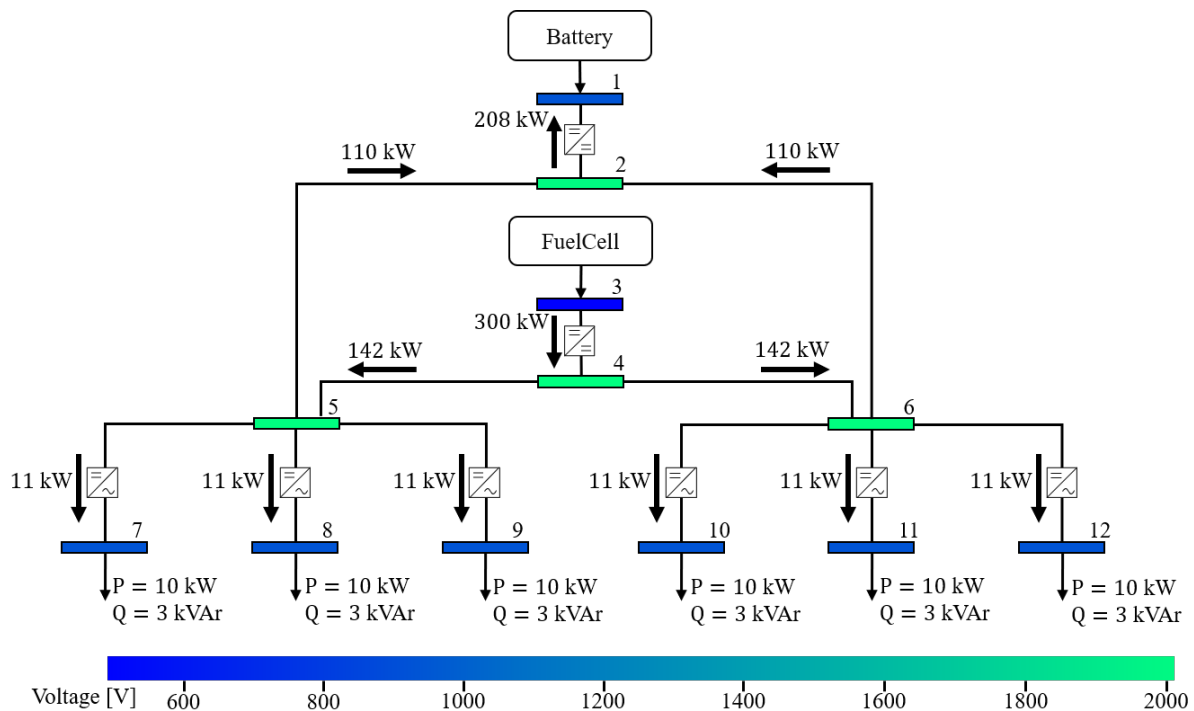 Battery
1
208 kW
110 kW
110 kW
2
FuelCell
3
300 kW
142 kW
4
142 kW
5
6
11 kW
11 kW
11 kW
11 kW
11 kW
11 kW
7
8
9
10
11
12
P = 10 kW
Q = 3 kVAr
P = 10 kW
Q = 3 kVAr
P = 10 kW
Q = 3 kVAr
P = 10 kW
Q = 3 kVAr
P = 10 kW
Q = 3 kVAr
P = 10 kW
Q = 3 kVAr
Voltage [V]
600
800
1000
1200
1400
1600
1800
2000